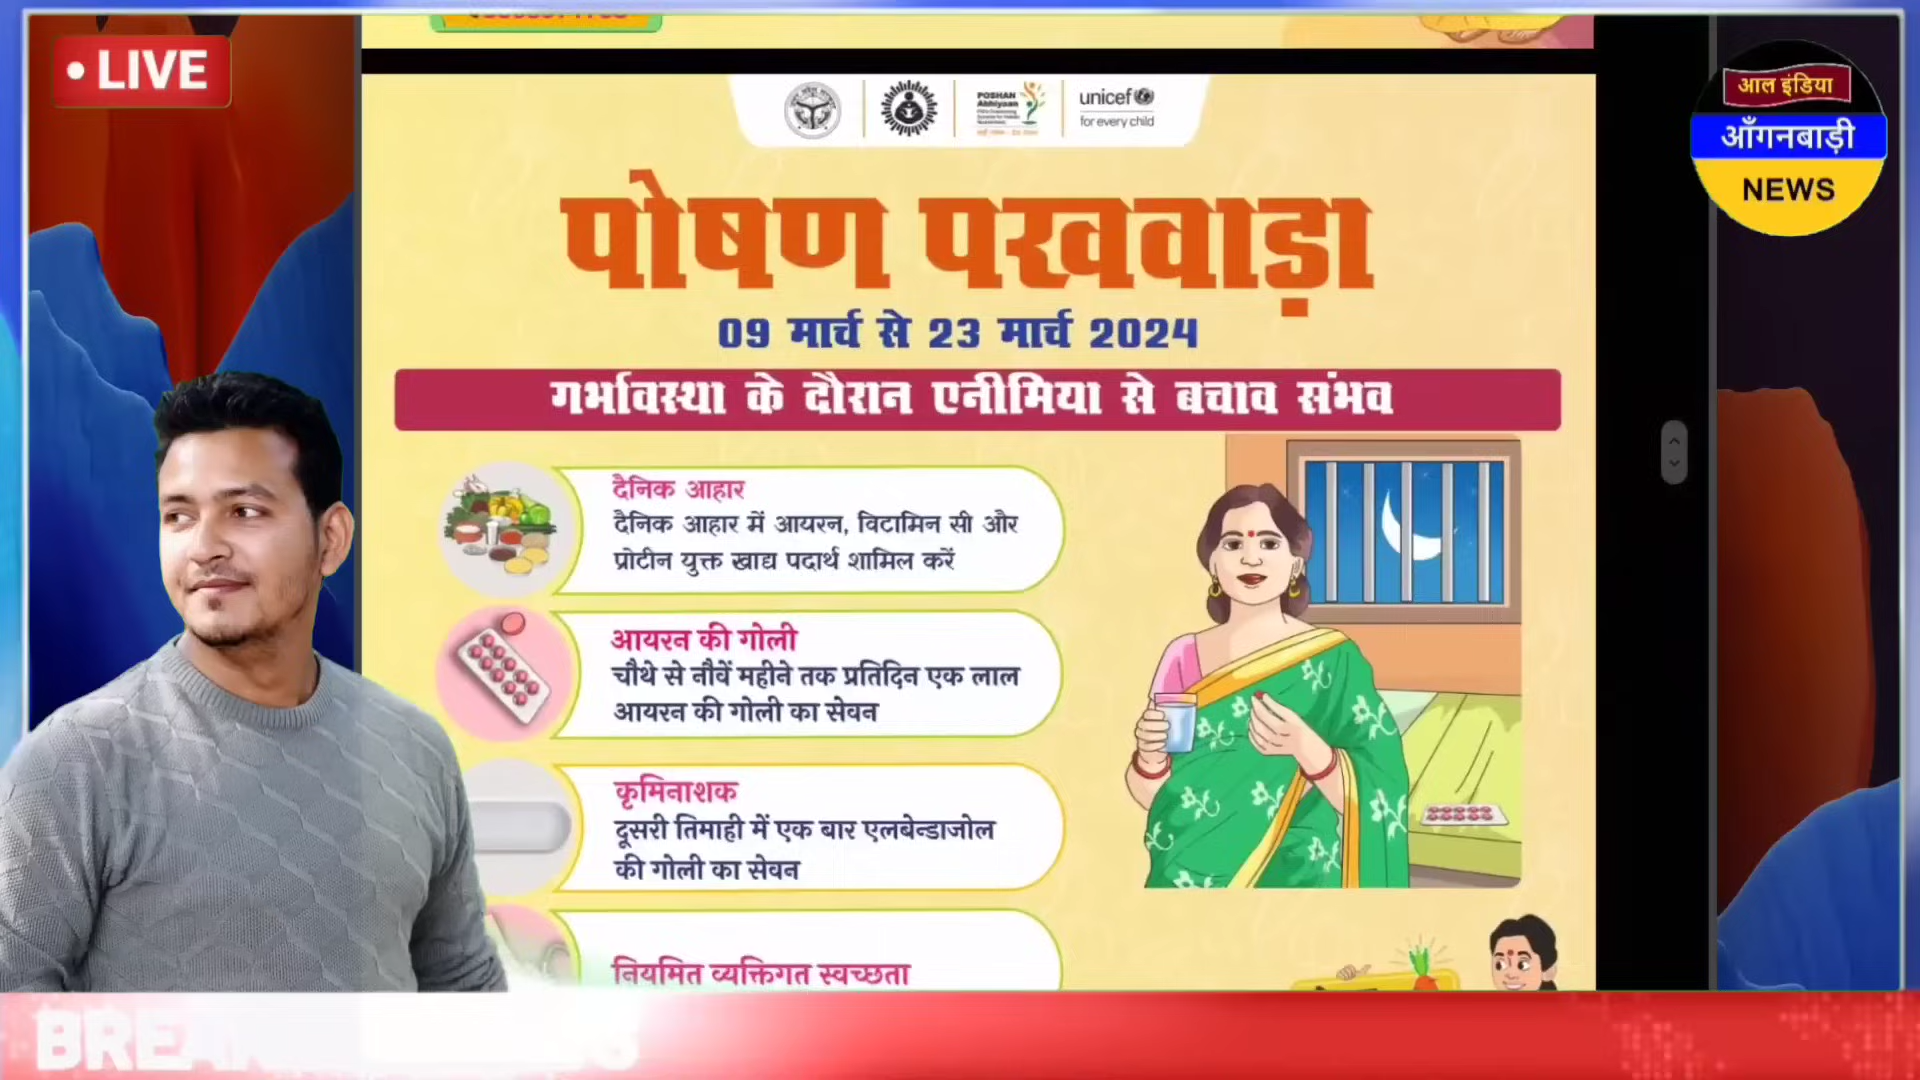 LIVE
POSHAN
Abhiyaan
unicef
for every child
आल इंडिया
आँगनबाड़ी
NEWS
पोषण पखवाड़ा
09 मार्च से 23 मार्च 2024
गर्भावस्था के दौरान एनीमिया से बचाव संभव
दैनिक आहार
दैनिक आहार में आयरन, विटामिन सी और
प्रोटीन युक्त खाद्य पदार्थ शामिल करें
आयरन की गोली
चौथे से नौवें महीने तक प्रतिदिन एक लाल
आयरन की गोली का सेवन
कृमिनाशक
दूसरी तिमाही में एक बार एलबेन्डाजोल
की गोली का सेवन
नियमित व्यक्तिगत स्वच्छता